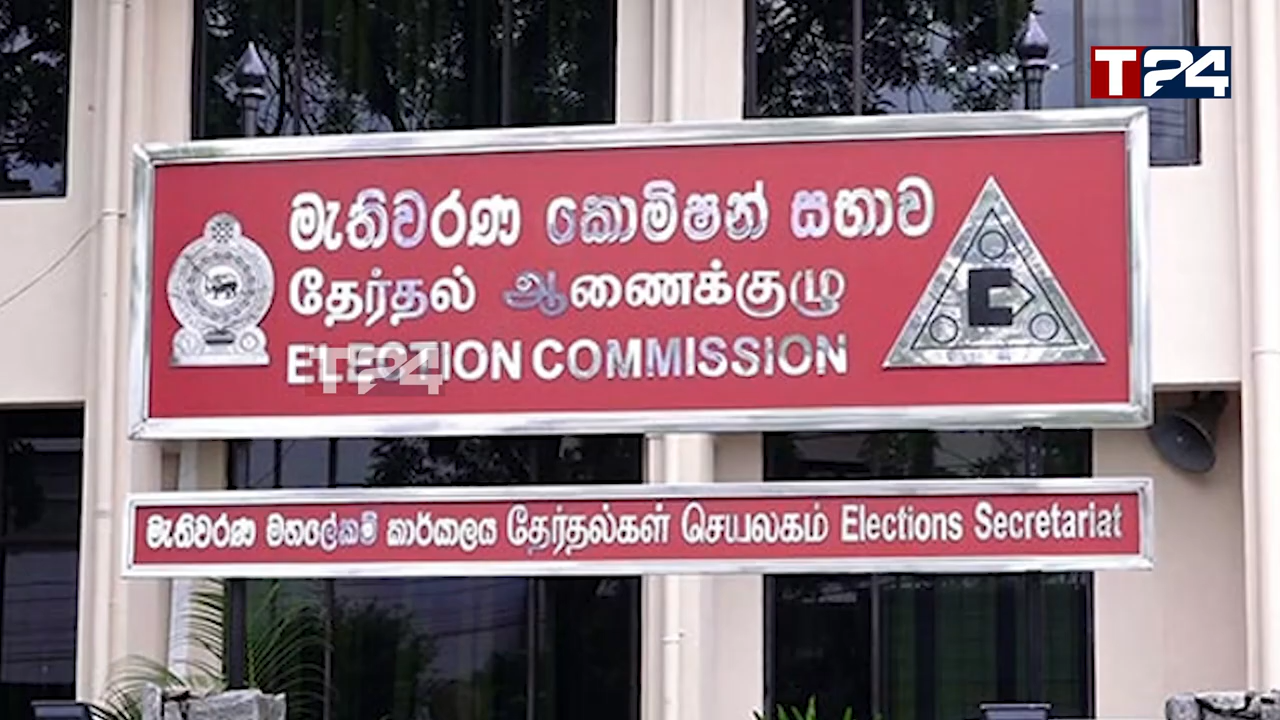 T24
මැතිවරණ කොමිෂන් සභාව
தேர்தல் ஆணைக்குழு
ELECTION COMMISSION
T24
මැතිවරණ මහලේකම් කාර්යාලය தேர்தல்கள் செயலகம் Elections Secretariat